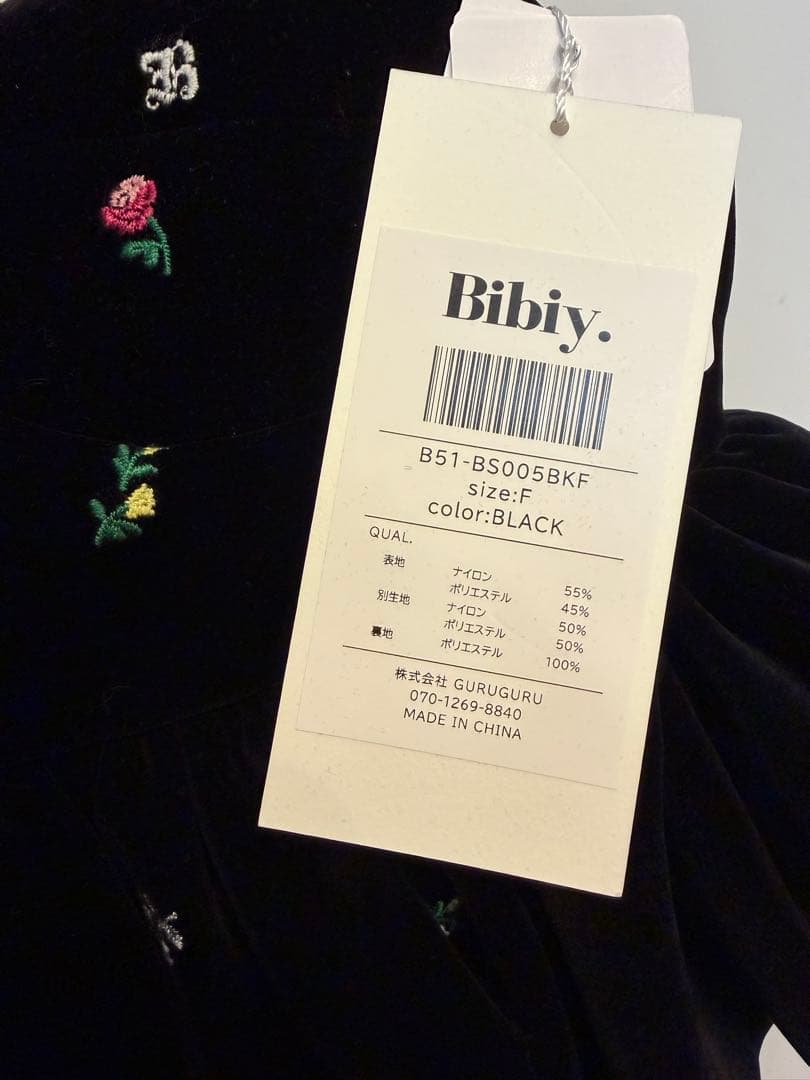 B
Bibiy.
B51-BS005BKF
size:F
color:BLACK
QUAL.
表地 ナイロン 55%
ポリエステル 45%
別生地 ナイロン 50%
ポリエステル 50%
裏地 ポリエステル 100%
株式会社 GURUGURU
070-1269-8840
MADE IN CHINA